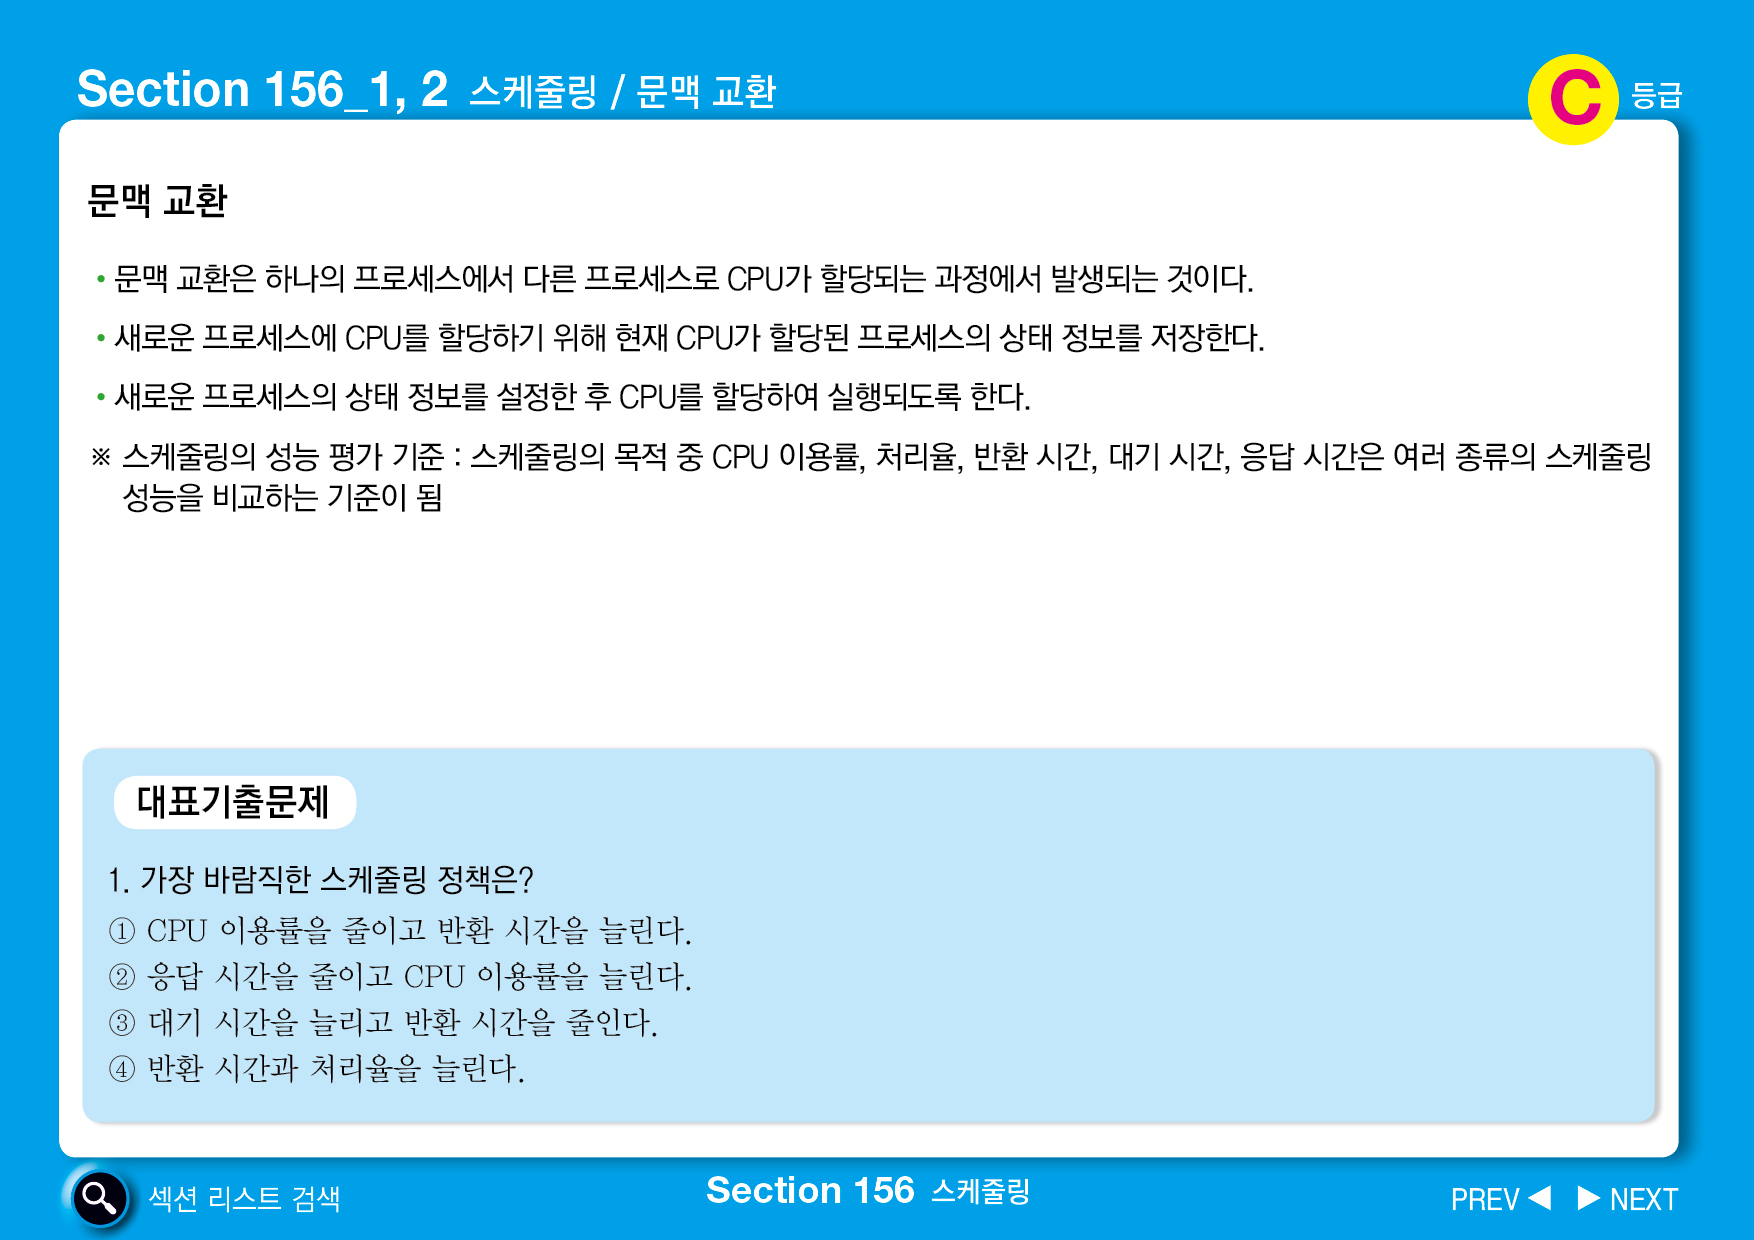 Section 156_1, 2 스케줄링 / 문맥 교환
C 등급
문맥 교환
• 문맥 교환은 하나의 프로세스에서 다른 프로세스로 CPU가 할당되는 과정에서 발생되는 것이다.
• 새로운 프로세스에 CPU를 할당하기 위해 현재 CPU가 할당된 프로세스의 상태 정보를 저장한다.
• 새로운 프로세스의 상태 정보를 설정한 후 CPU를 할당하여 실행되도록 한다.
※ 스케줄링의 성능 평가 기준 : 스케줄링의 목적 중 CPU 이용률, 처리율, 반환 시간, 대기 시간, 응답 시간은 여러 종류의 스케줄링
성능을 비교하는 기준이 됨
대표기출문제
1. 가장 바람직한 스케줄링 정책은?
① CPU 이용률을 줄이고 반환 시간을 늘린다.
② 응답 시간을 줄이고 CPU 이용률을 늘린다.
③ 대기 시간을 늘리고 반환 시간을 줄인다.
④ 반환 시간과 처리율을 늘린다.
섹션 리스트 검색
Section 156 스케줄링
PREV ◀ ▶ NEXT